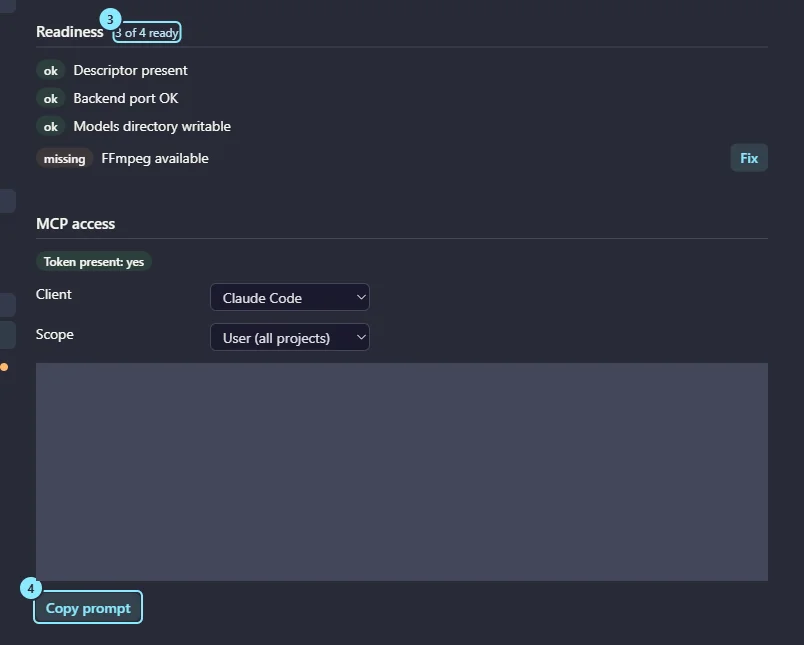 3
Readiness 3 of 4 ready
ok Descriptor present
ok Backend port OK
ok Models directory writable
missing FFmpeg available Fix
MCP access
Token present: yes
Client Claude Code
Scope User (all projects)
4
Copy prompt